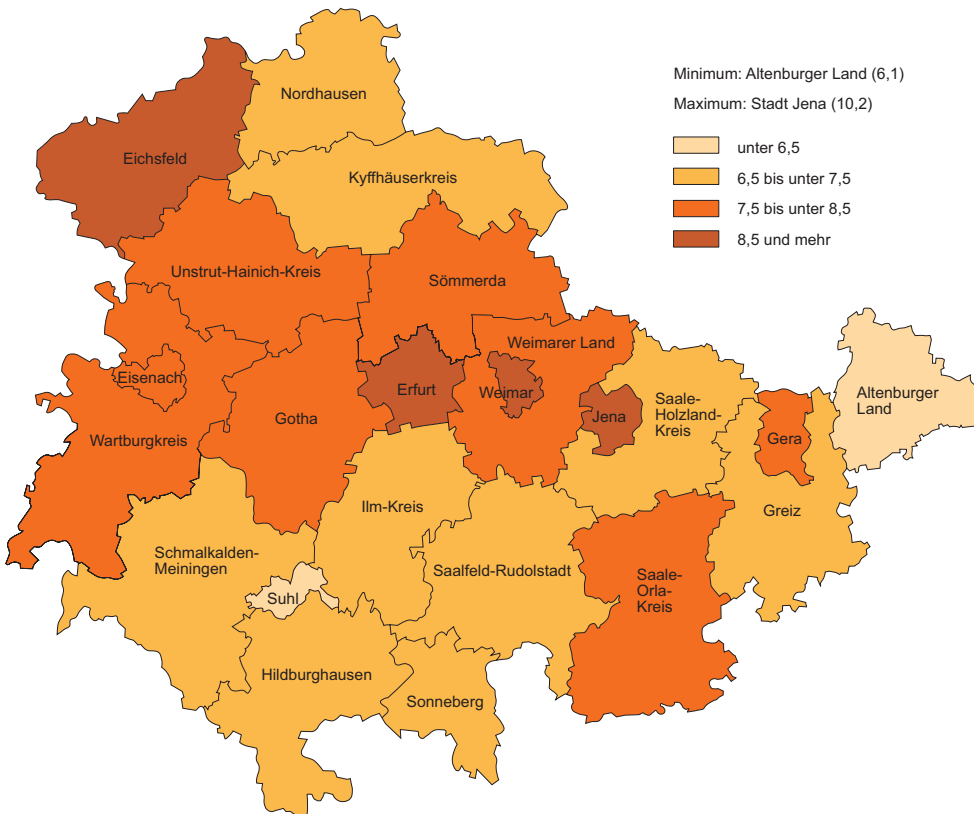 Minimum: Altenburger Land (6,1)
Maximum: Stadt Jena (10,2)
unter 6,5
6,5 bis unter 7,5
7,5 bis unter 8,5
8,5 und mehr
Nordhausen
Eichsfeld
Kyffhäuserkreis
Unstrut-Hainich-Kreis
Sömmerda
Weimarer Land
Eisenach
Erfurt
Weimar
Altenburger
Land
Saale-
Holzland-
Kreis
Jena
Gotha
Wartburgkreis
Gera
Ilm-Kreis
Greiz
Schmalkalden-
Meiningen
Saalfeld-Rudolstadt
Saale-
Orla-
Kreis
Suhl
Hildburghausen
Sonneberg